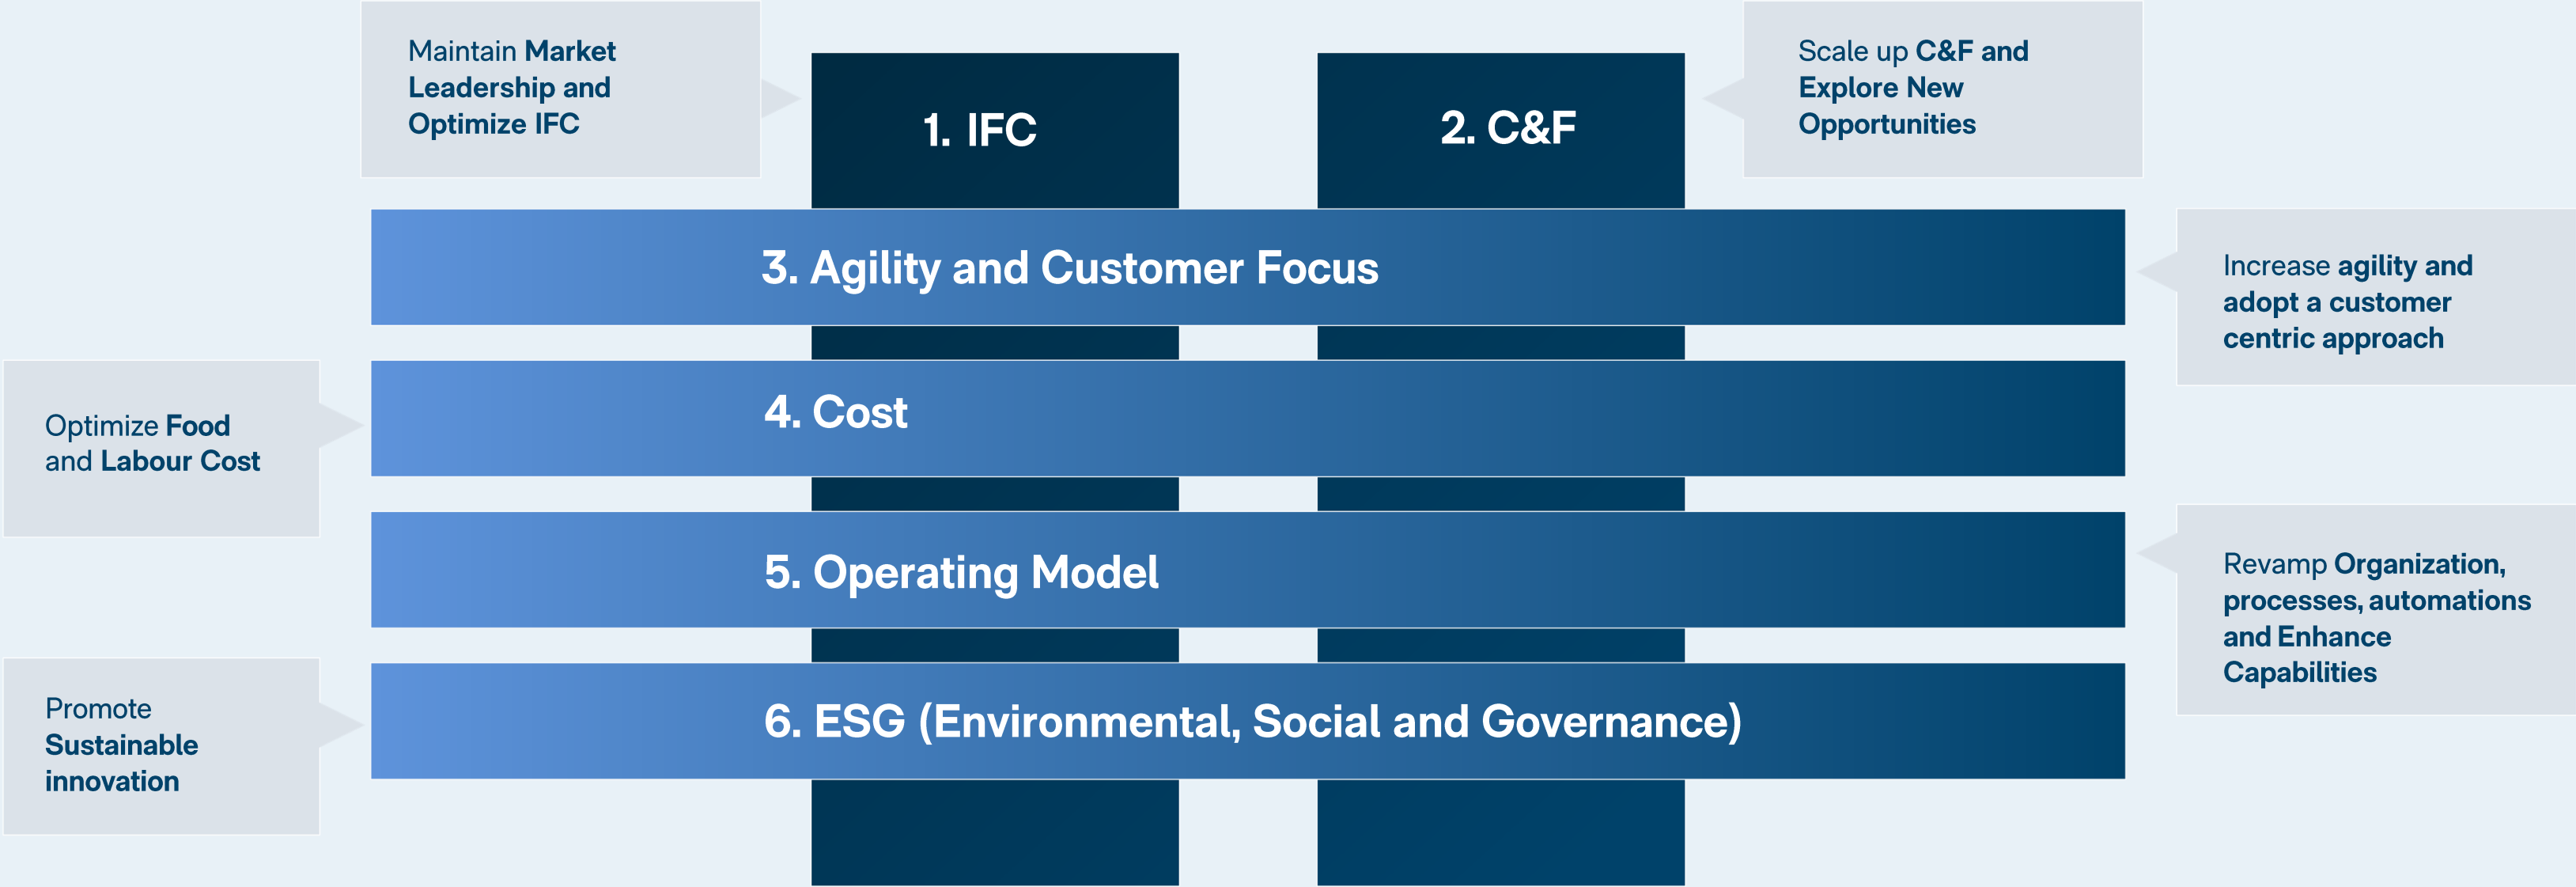 Maintain Market
Leadership and
Optimize IFC
1. IFC
2. C&F
Scale up C&F and
Explore New
Opportunities
3. Agility and Customer Focus
Increase agility and
adopt a customer
centric approach
4. Cost
Optimize Food
and Labour Cost
5. Operating Model
Revamp Organization,
processes, automations
and Enhance
Capabilities
6. ESG (Environmental, Social and Governance)
Promote
Sustainable
innovation